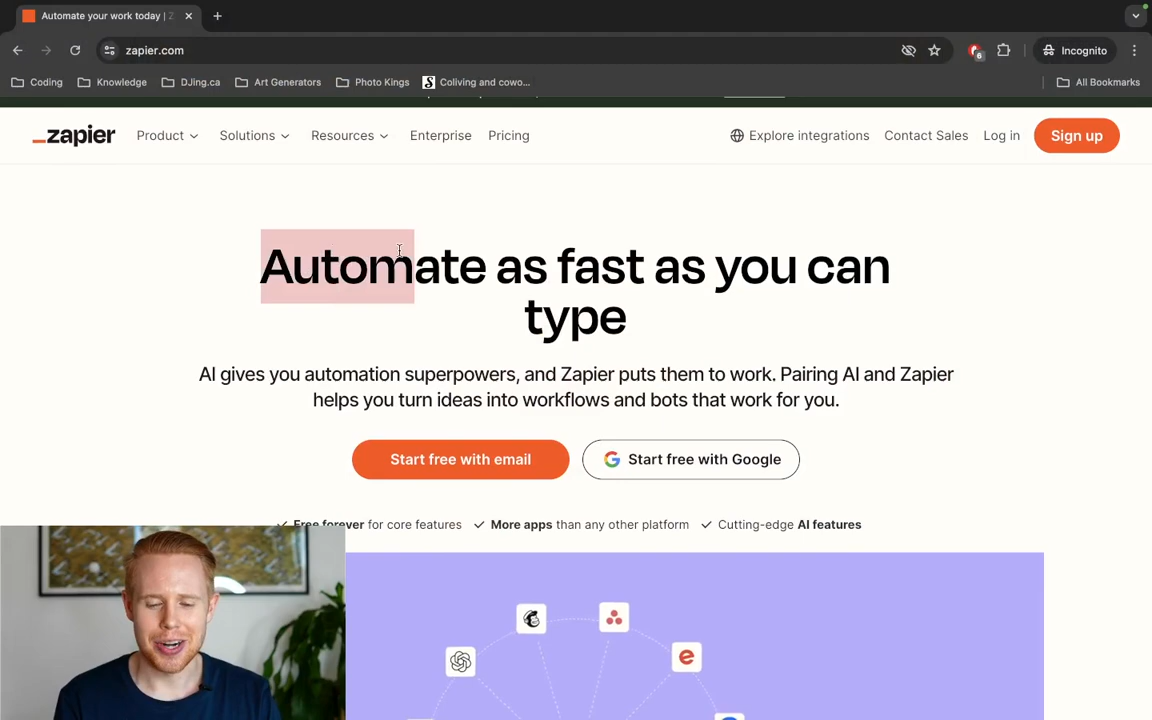 Automate your work today | Z
zapier.com
6
Incognito
Coding
Knowledge
DJing.ca
Art Generators
Photo Kings
S
Coliving and cowo...
All Bookmarks
_zapier
Product
Solutions
Resources
Enterprise
Pricing
Explore integrations
Contact Sales
Log in
Sign up
Automate as fast as you can
type
AI gives you automation superpowers, and Zapier puts them to work. Pairing AI and Zapier
helps you turn ideas into workflows and bots that work for you.
Start free with email
Start free with Google
Free forever for core features
More apps than any other platform
Cutting-edge AI features
e